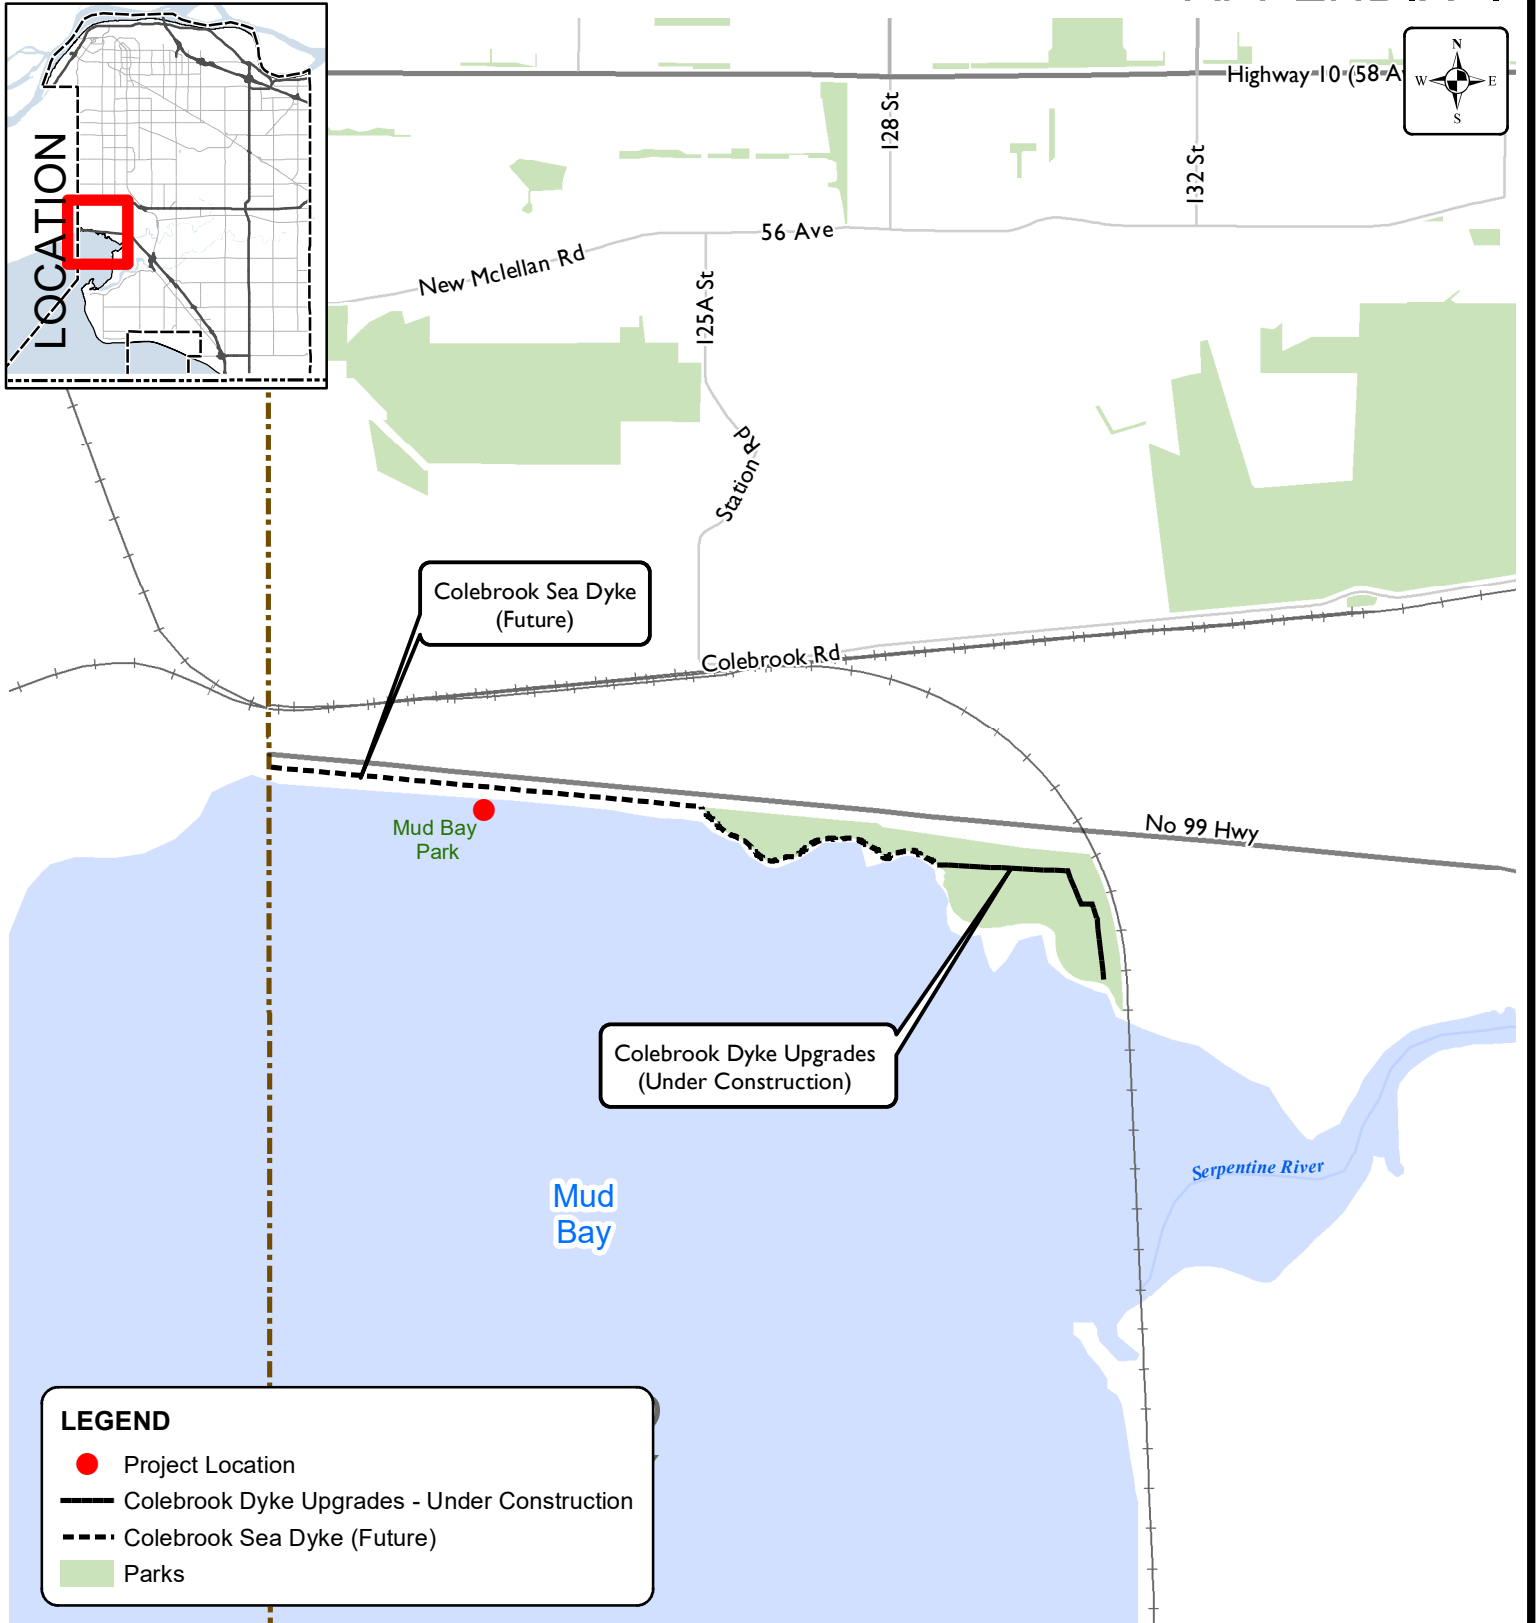 LOCATION
N
W E
S
Highway 10 (58 Av
128 St
132 St
56 Ave
New Mclellan Rd
125A St
Station Rd
Colebrook Sea Dyke
(Future)
Colebrook Rd
No 99 Hwy
Mud Bay
Park
Colebrook Dyke Upgrades
(Under Construction)
Serpentine River
Mud
Bay
LEGEND
Project Location
Colebrook Dyke Upgrades - Under Construction
Colebrook Sea Dyke (Future)
Parks